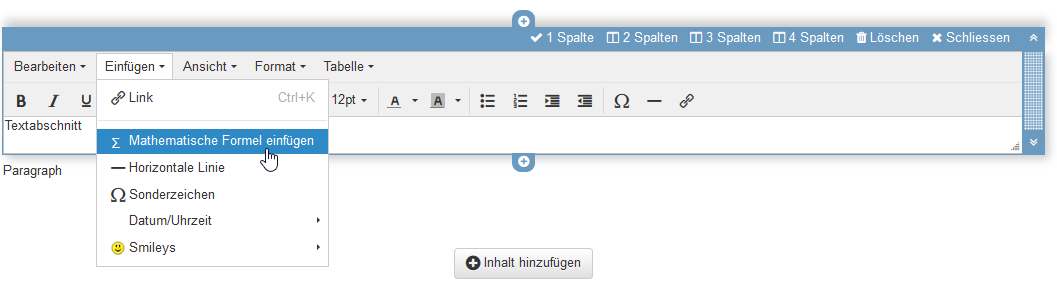 1 Spalte 2 Spalten 3 Spalten 4 Spalten Löschen Schliessen
Bearbeiten Einfügen Ansicht Format Tabelle
B I U 12pt A A Ω
Link Ctrl+K
Textabschnitt
Σ Mathematische Formel einfügen
Paragraph
Horizontale Linie
Ω Sonderzeichen
Datum/Uhrzeit
Smileys
Inhalt hinzufügen